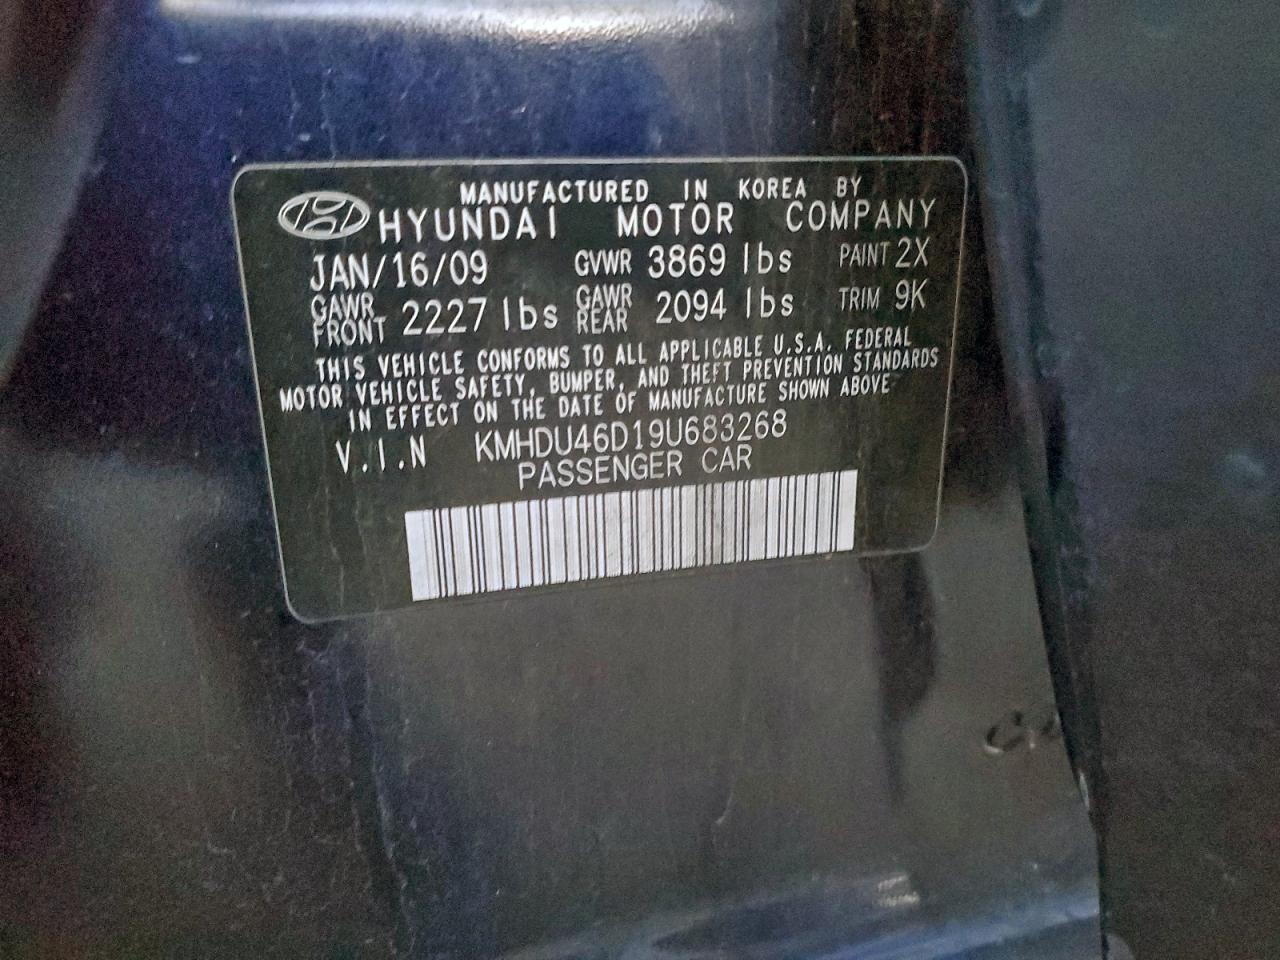 MANUFACTURED IN KOREA BY
HYUNDAI MOTOR COMPANY
JAN/16/09 GVWR 3869 lbs PAINT 2X
GAWR FRONT 2227 lbs GAWR REAR 2094 lbs TRIM 9K
THIS VEHICLE CONFORMS TO ALL APPLICABLE U.S.A. FEDERAL
MOTOR VEHICLE SAFETY, BUMPER, AND THEFT PREVENTION STANDARDS
IN EFFECT ON THE DATE OF MANUFACTURE SHOWN ABOVE
V.I.N KMHDU46D19U683268
PASSENGER CAR